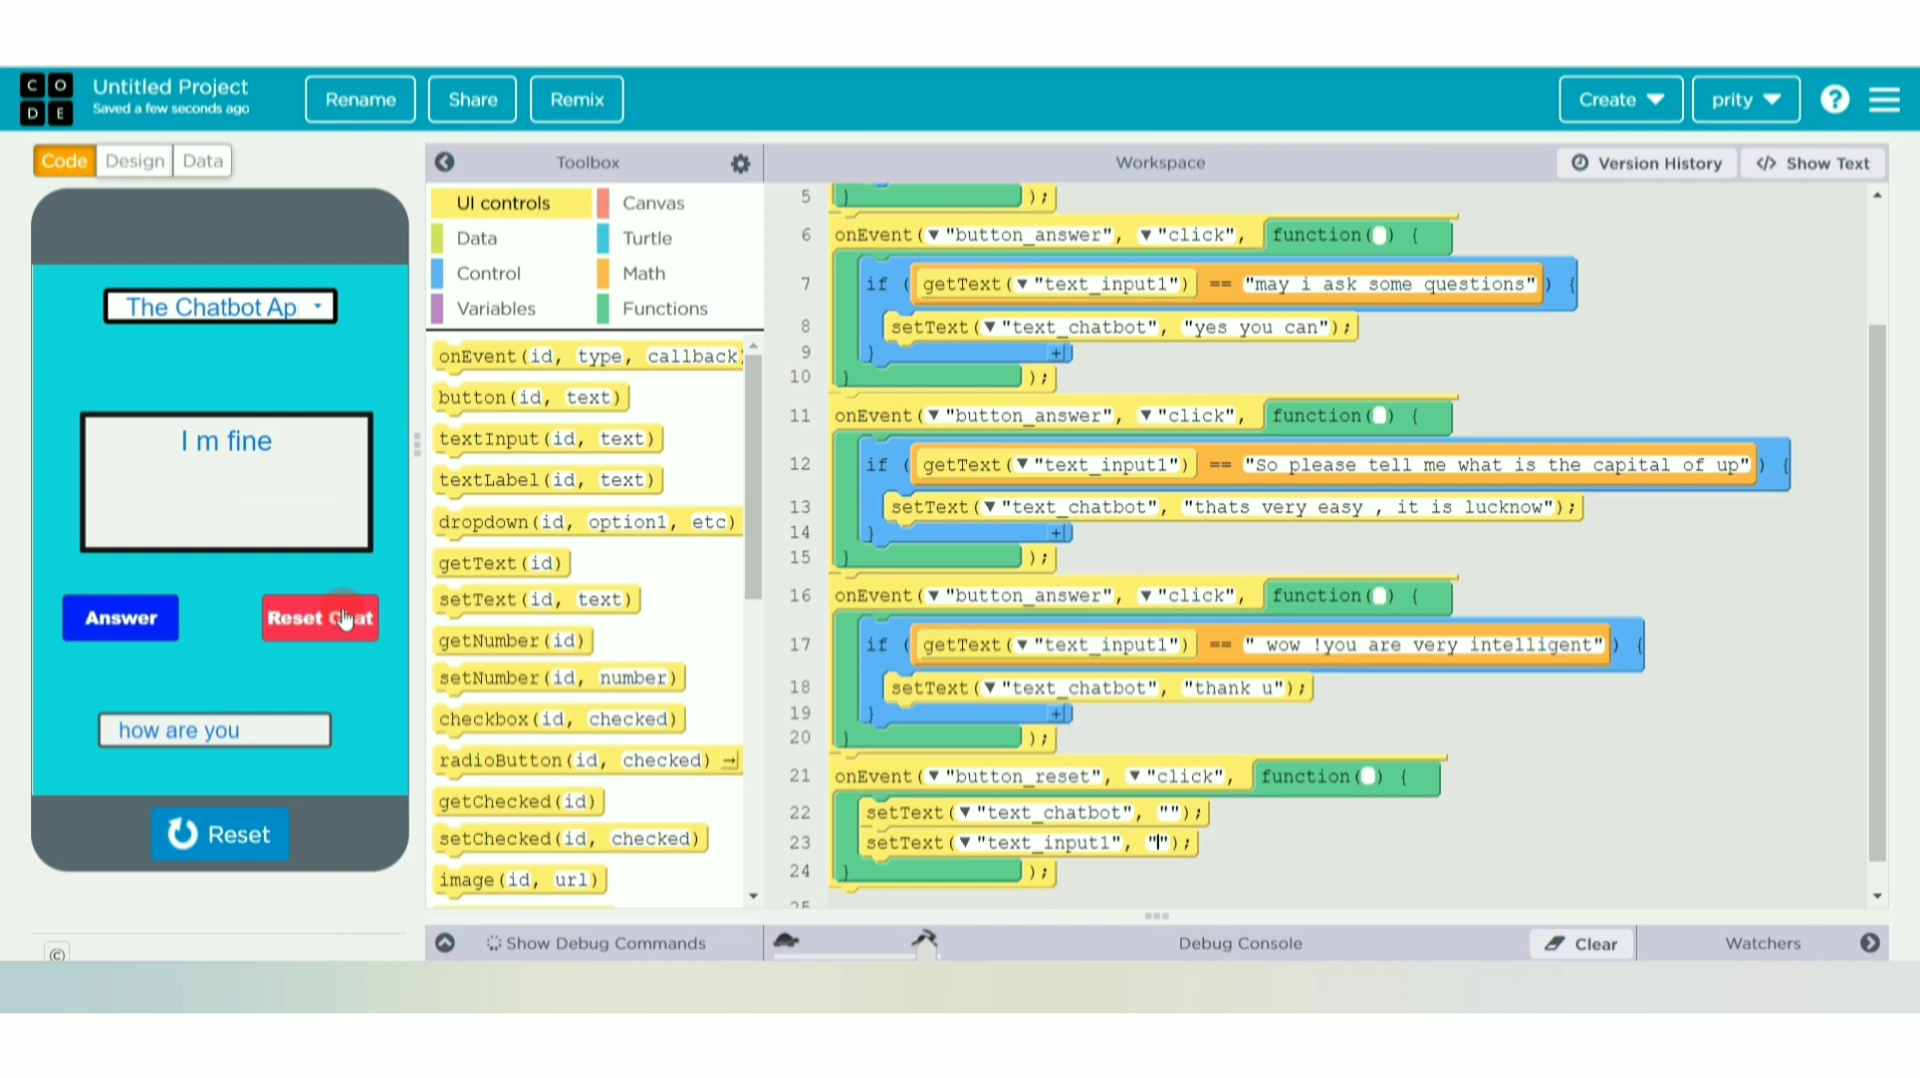 CODE
Untitled Project
Saved a few seconds ago
Rename
Share
Remix
Create
prity
?
Code
Design
Data
Toolbox
Workspace
Version History
</> Show Text
The Chatbot Ap
I m fine
Answer
Reset C at
how are you
Reset
©
UI controls
Canvas
Data
Turtle
Control
Math
Variables
Functions
onEvent(id, type, callback)
button(id, text)
textInput(id, text)
textLabel(id, text)
dropdown(id, option1, etc)
getText(id)
setText(id, text)
getNumber(id)
setNumber(id, number)
checkbox(id, checked)
radioButton(id, checked)
getChecked(id)
setChecked(id, checked)
image(id, url)
5 } );
6 onEvent("button_answer", "click", function() {
7 if (getText("text_input1") == "may i ask some questions") {
8 setText("text_chatbot", "yes you can");
9 } +
10 } );
11 onEvent("button_answer", "click", function() {
12 if (getText("text_input1") == "So please tell me what is the capital of up") {
13 setText("text_chatbot", "thats very easy , it is lucknow");
14 } +
15 } );
16 onEvent("button_answer", "click", function() {
17 if (getText("text_input1") == " wow !you are very intelligent") {
18 setText("text_chatbot", "thank u");
19 } +
20 } );
21 onEvent("button_reset", "click", function() {
22 setText("text_chatbot", "");
23 setText("text_input1", "");
24 } );
25
Show Debug Commands
Debug Console
Clear
Watchers